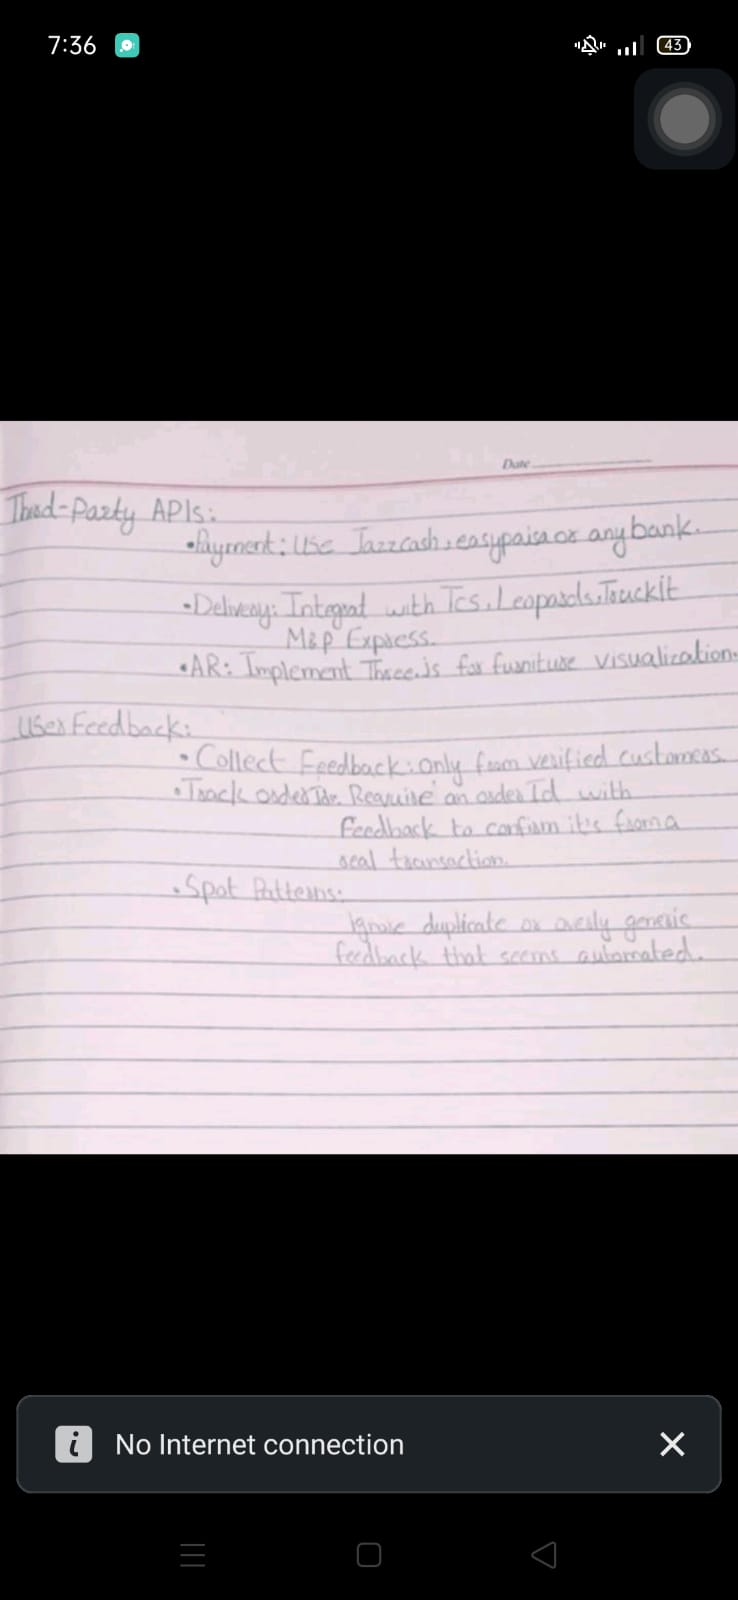 7:36
43
Date
Third-Party APIs:
•Payment: Use Jazzcash, easypaisa or any bank.
•Delivery: Integrat with Tcs, Leopards, Truckit
M&P Express.
•AR: Implement Three.js for furniture visualization.
User Feedback:
• Collect Feedback: only from verified customers.
• Track order Ids: Require an order Id with
feedback to confirm it's from a
real transaction.
• Spot Patterns:
Ignore duplicate or overly generic
feedback that seems automated.
i No Internet connection